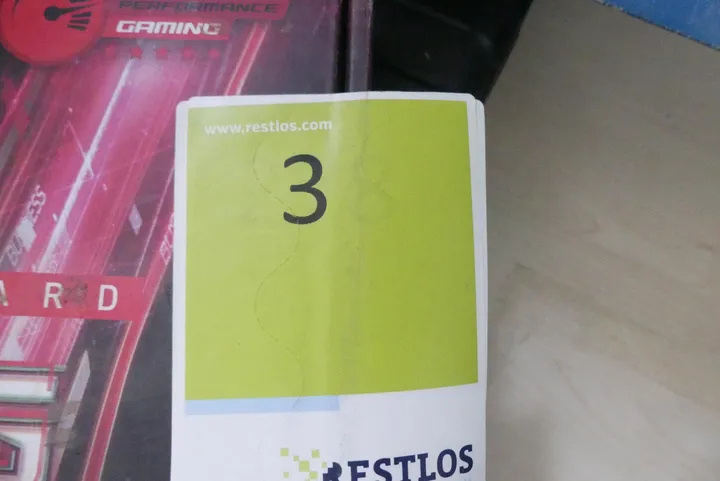 PERFORMANCE
GAMING
www.restlos.com
3
ARD
RESTLOS